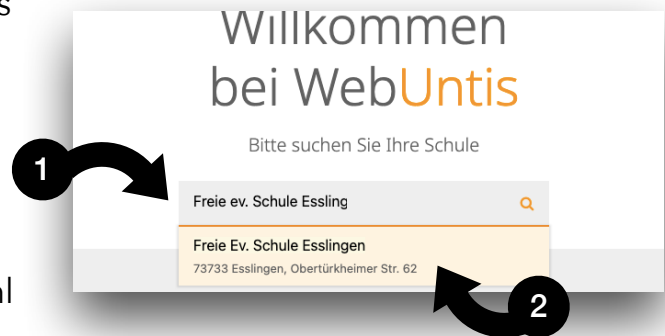 s
Willkommen
bei WebUntis
Bitte suchen Sie Ihre Schule
1
Freie ev. Schule Essling
Freie Ev. Schule Esslingen
73733 Esslingen, Obertürkheimer Str. 62
al
2